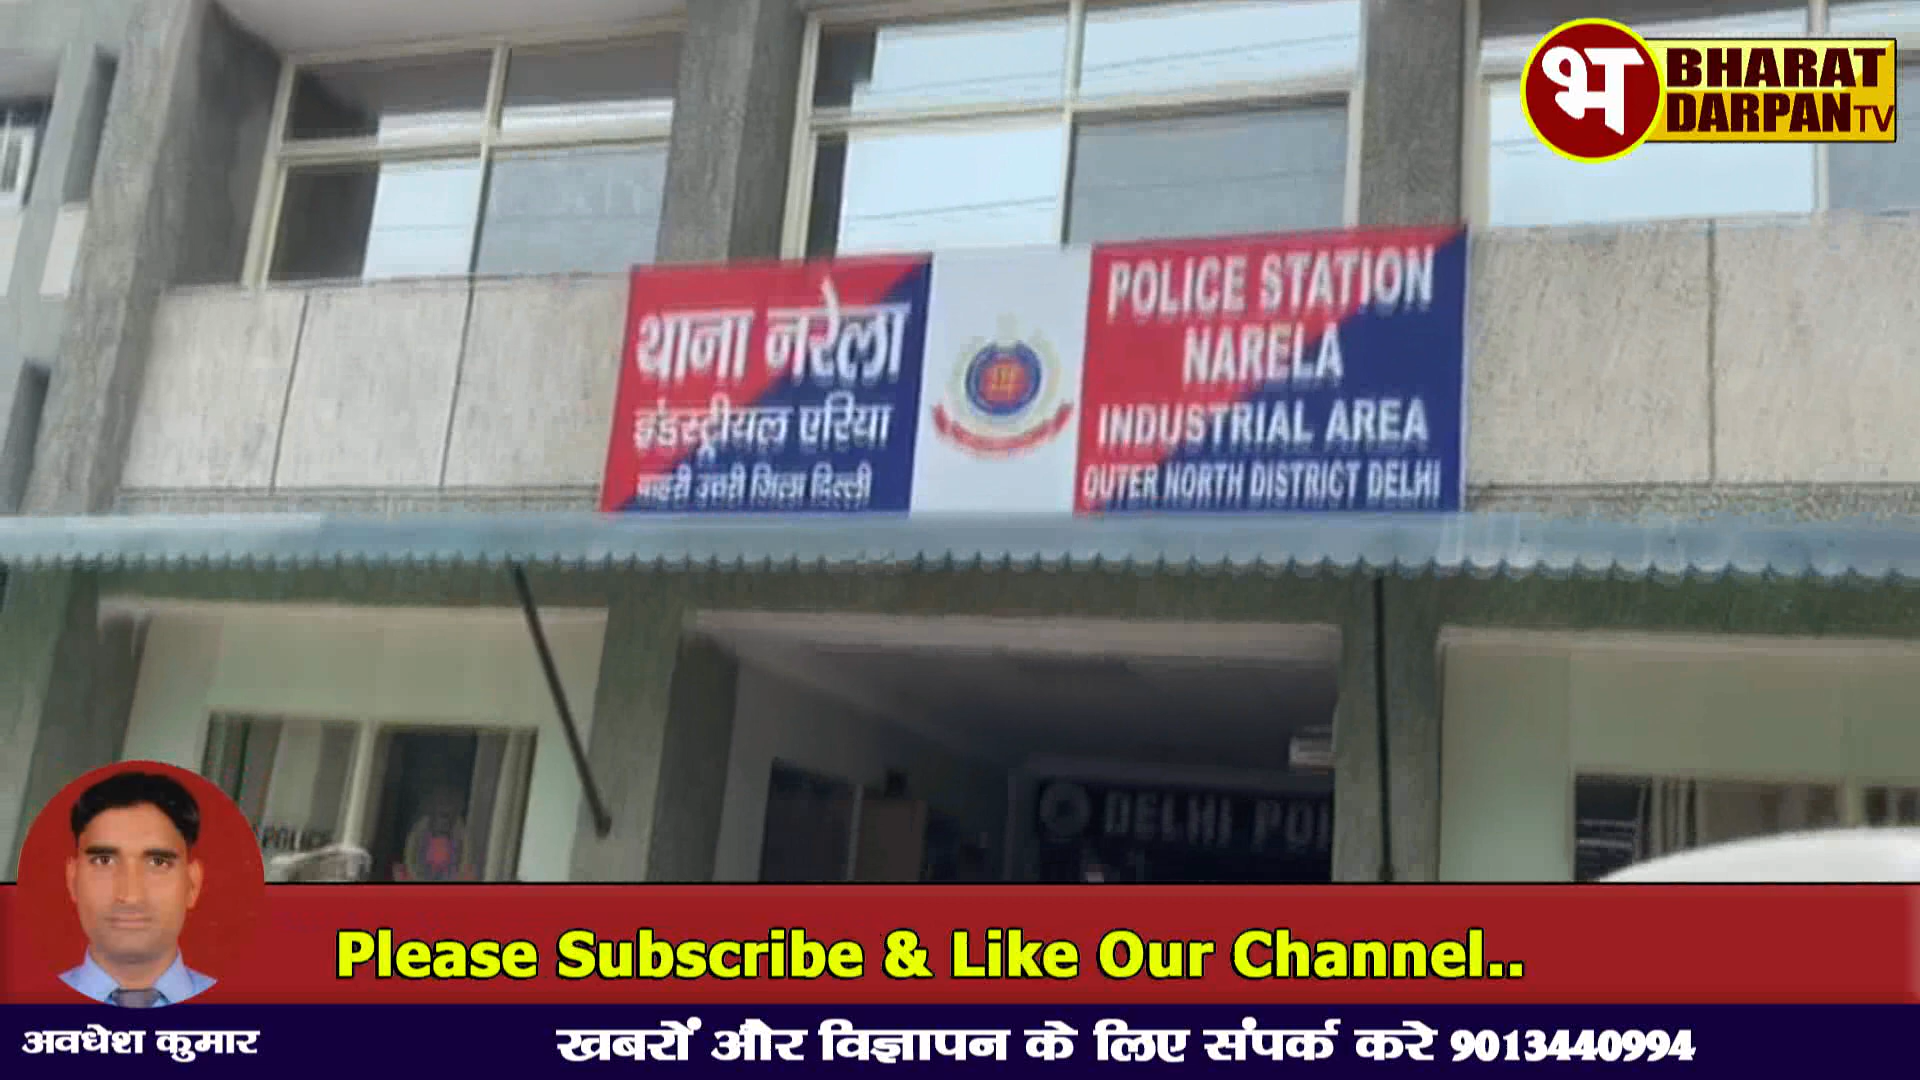 भ
BHARAT
DARPAN TV
थाना नरेला
इंडस्ट्रीयल एरिया
बाहरी उत्तरी जिला दिल्ली
POLICE STATION
NARELA
INDUSTRIAL AREA
OUTER NORTH DISTRICT DELHI
POLICE
DELHI
Please Subscribe & Like Our Channel..
अवधेश कुमार
खबरों और विज्ञापन के लिए संपर्क करे 9013440994